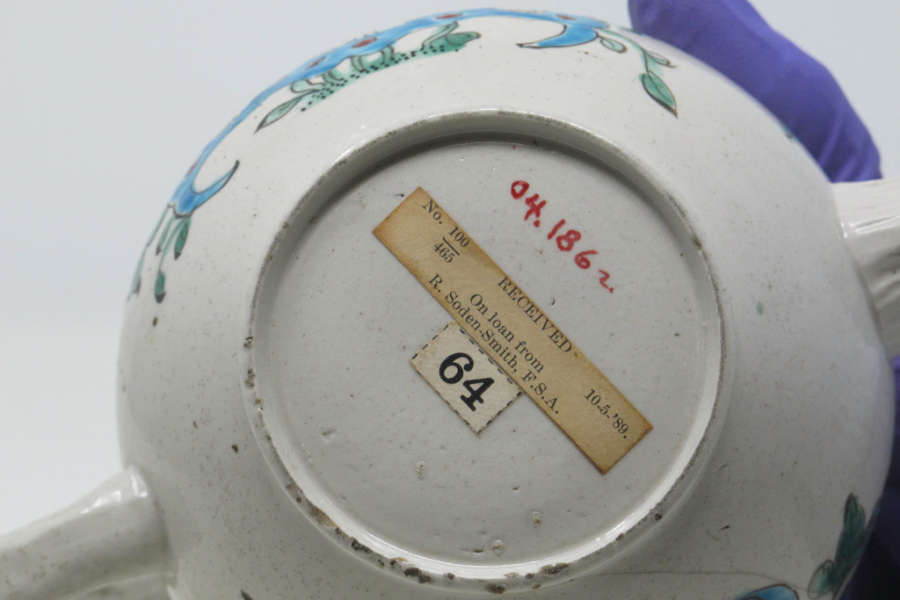 04.1862
No. 100
465
RECEIVED
On loan from
R. Soden-Smith, F.S.A.
10-5-'89.
64